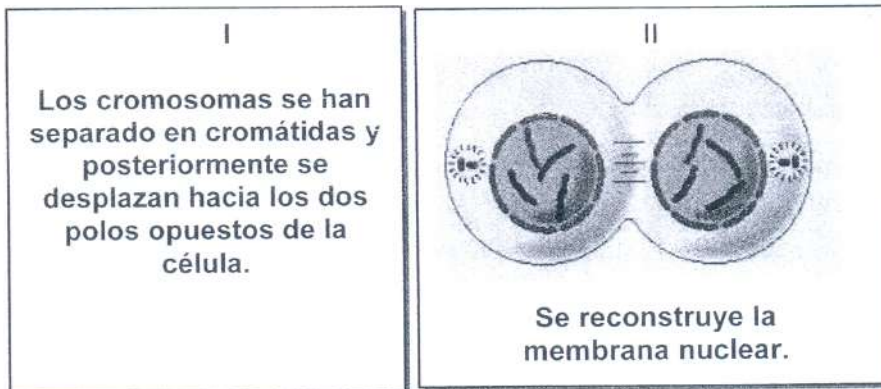 I
Los cromosomas se han
separado en cromátidas y
posteriormente se
desplazan hacia los dos
polos opuestos de la
célula.
II
Se reconstruye la
membrana nuclear.